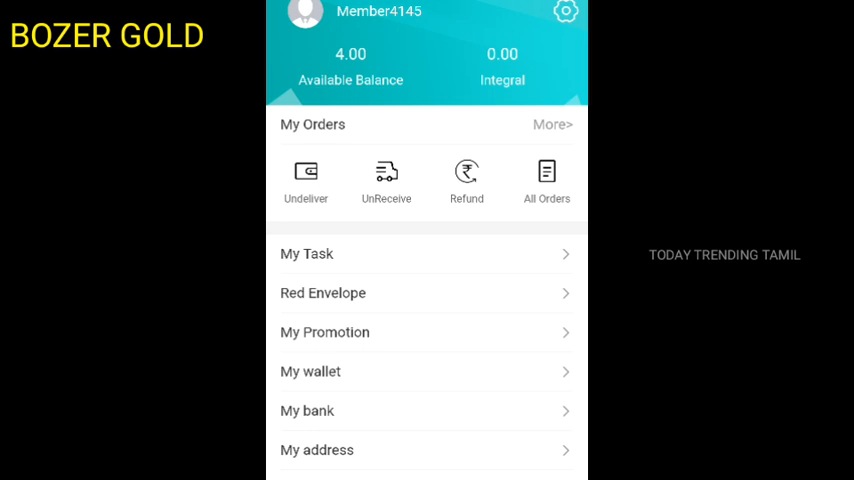 BOZER GOLD
Member4145
4.00
0.00
Available Balance
Integral
My Orders
More>
Undeliver
UnReceive
Refund
All Orders
My Task
Red Envelope
My Promotion
My wallet
My bank
My address
TODAY TRENDING TAMIL